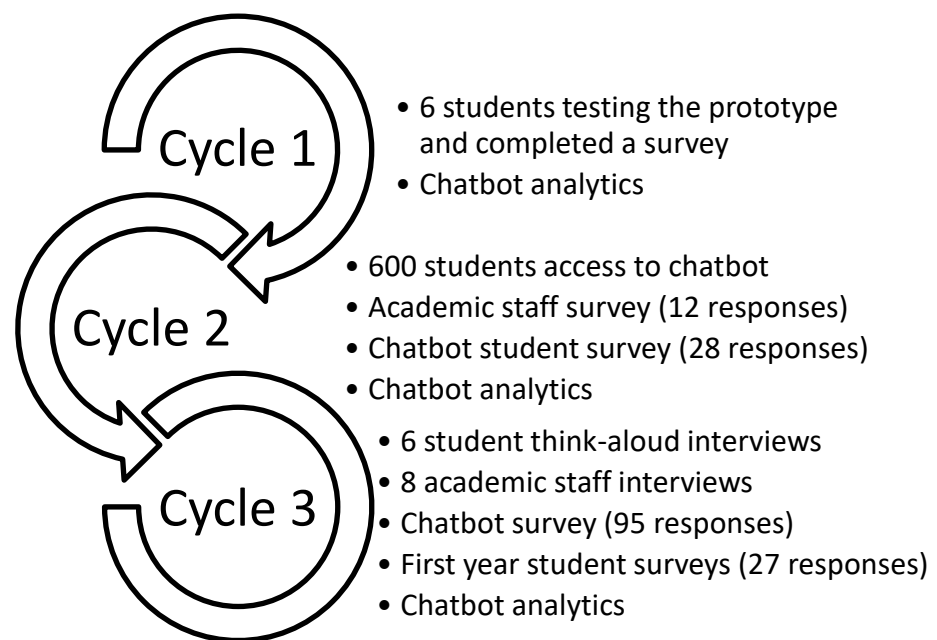 Cycle 1
• 6 students testing the prototype
and completed a survey
• Chatbot analytics
Cycle 2
• 600 students access to chatbot
• Academic staff survey (12 responses)
• Chatbot student survey (28 responses)
• Chatbot analytics
Cycle 3
• 6 student think-aloud interviews
• 8 academic staff interviews
• Chatbot survey (95 responses)
• First year student surveys (27 responses)
• Chatbot analytics